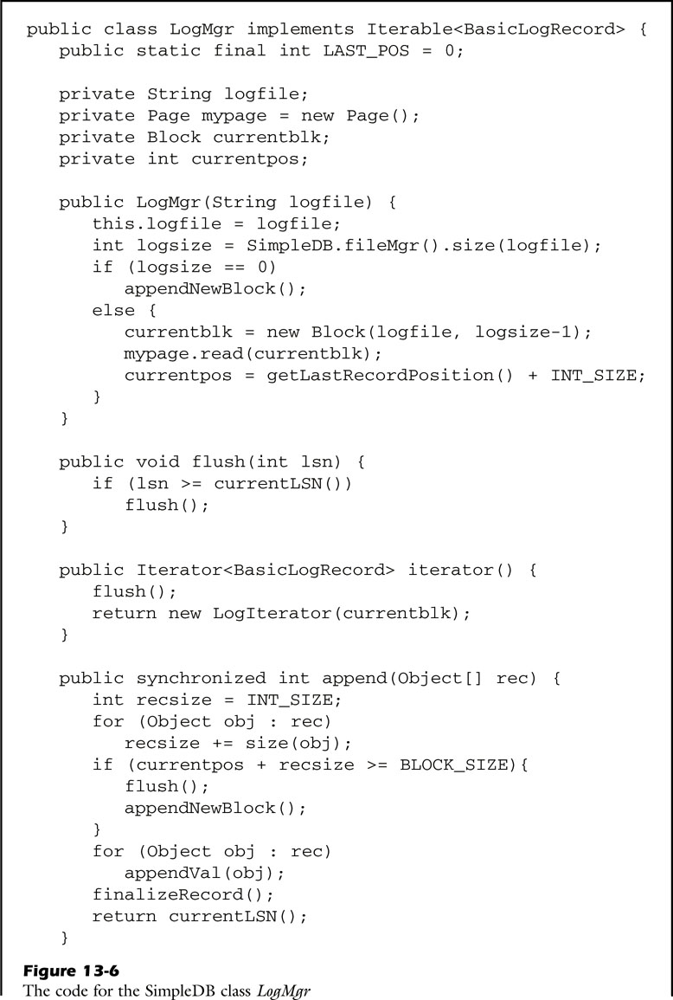 public class LogMgr implements Iterable<BasicLogRecord> {
   public static final int LAST_POS = 0;

   private String logfile;
   private Page mypage = new Page();
   private Block currentblk;
   private int currentpos;

   public LogMgr(String logfile) {
      this.logfile = logfile;
      int logsize = SimpleDB.fileMgr().size(logfile);
      if (logsize == 0)
         appendNewBlock();
      else {
         currentblk = new Block(logfile, logsize-1);
         mypage.read(currentblk);
         currentpos = getLastRecordPosition() + INT_SIZE;
      }
   }

   public void flush(int lsn) {
      if (lsn >= currentLSN())
         flush();
   }

   public Iterator<BasicLogRecord> iterator() {
      flush();
      return new LogIterator(currentblk);
   }

   public synchronized int append(Object[] rec) {
      int recsize = INT_SIZE;
      for (Object obj : rec)
         recsize += size(obj);
      if (currentpos + recsize >= BLOCK_SIZE){
         flush();
         appendNewBlock();
      }
      for (Object obj : rec)
         appendVal(obj);
      finalizeRecord();
      return currentLSN();
   }
Figure 13-6
The code for the SimpleDB class LogMgr